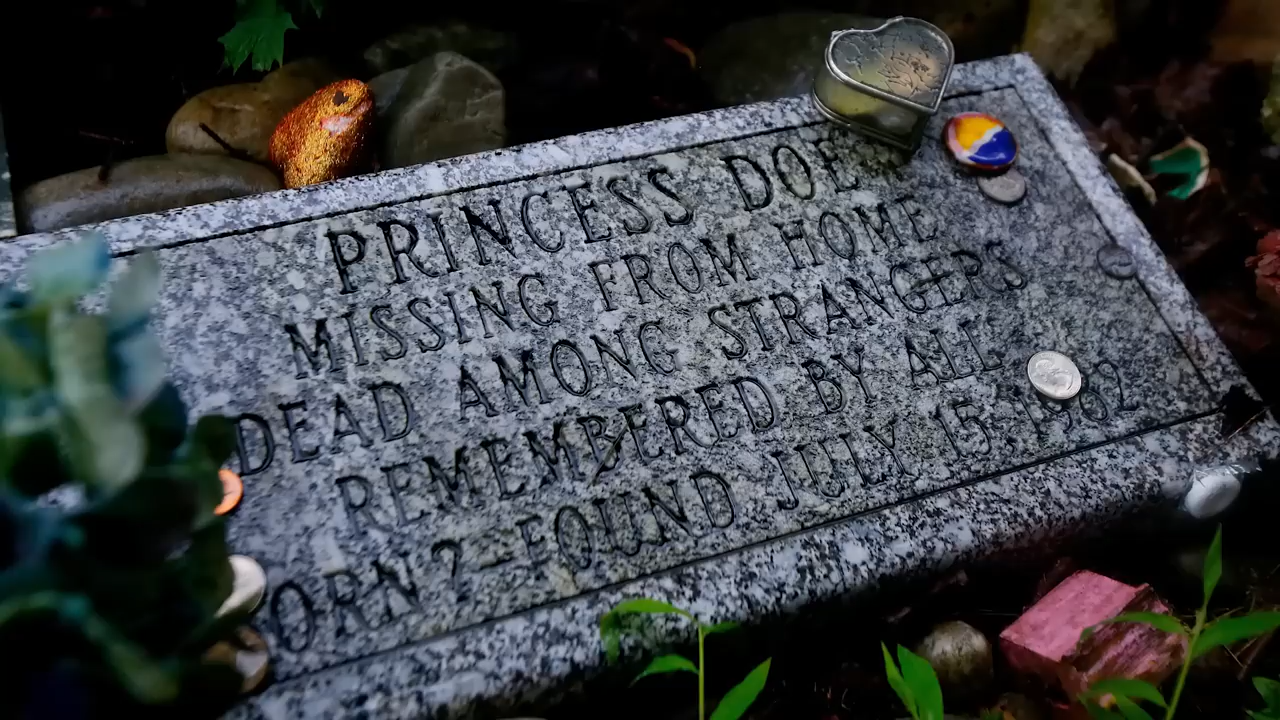 PRINCESS DOE
MISSING FROM HOME
DEAD AMONG STRANGERS
REMEMBERED BY ALL
ORN ? - FOUND JULY 15, 1982